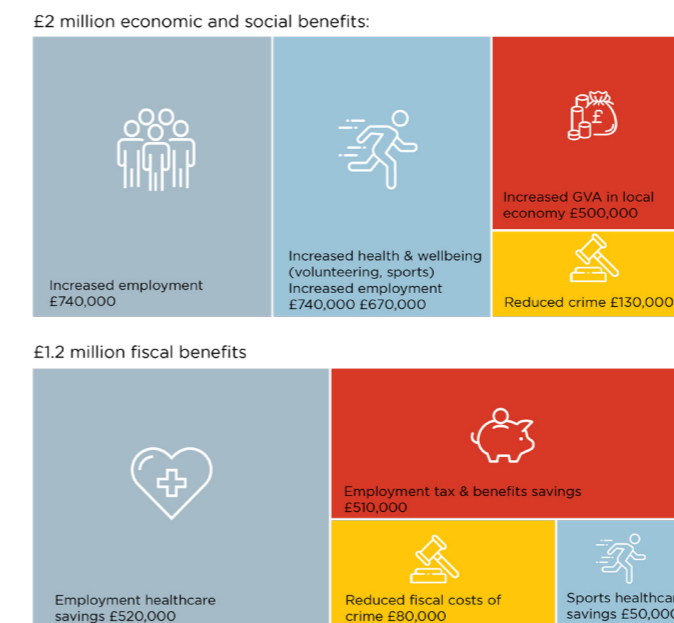 £2 million economic and social benefits:
£
Increased GVA in local
economy £500,000
Increased health & wellbeing
(volunteering, sports)
Increased employment
£740,000 £670,000
Increased employment
£740,000
Reduced crime £130,000
£1.2 million fiscal benefits
Employment tax & benefits savings
£510,000
Employment healthcare
savings £520,000
Reduced fiscal costs of
crime £80,000
Sports
savings